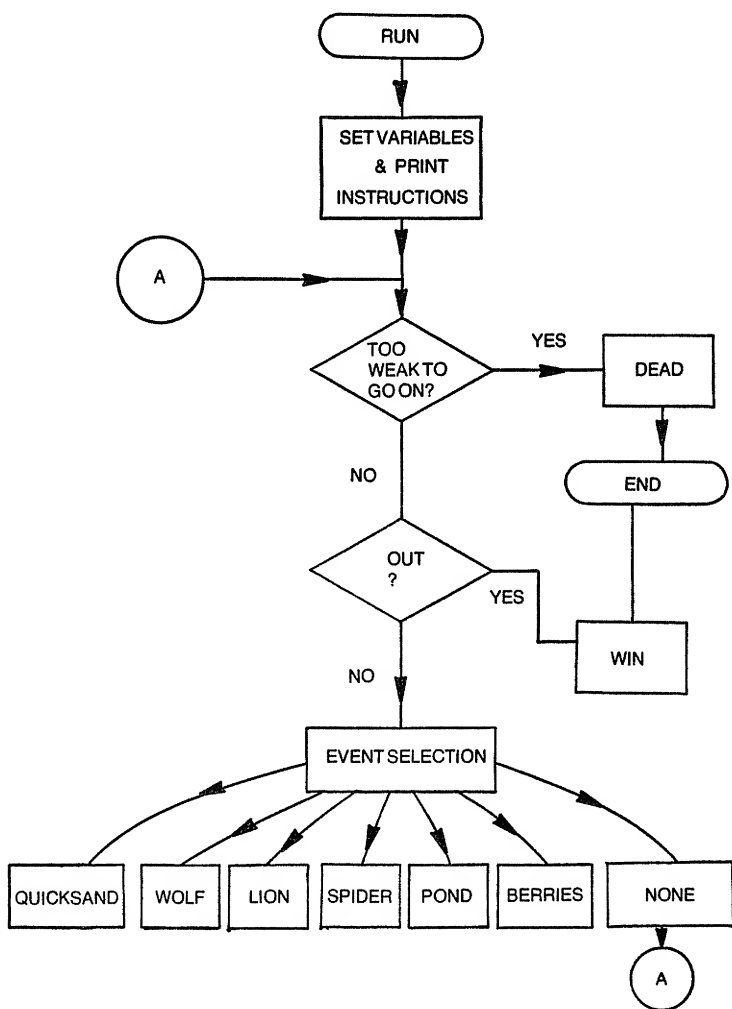 RUN
SET VARIABLES
& PRINT
INSTRUCTIONS
A
TOO
WEAK TO
GO ON?
YES
DEAD
NO
END
OUT
?
YES
WIN
NO
EVENT SELECTION
QUICKSAND
WOLF
LION
SPIDER
POND
BERRIES
NONE
A